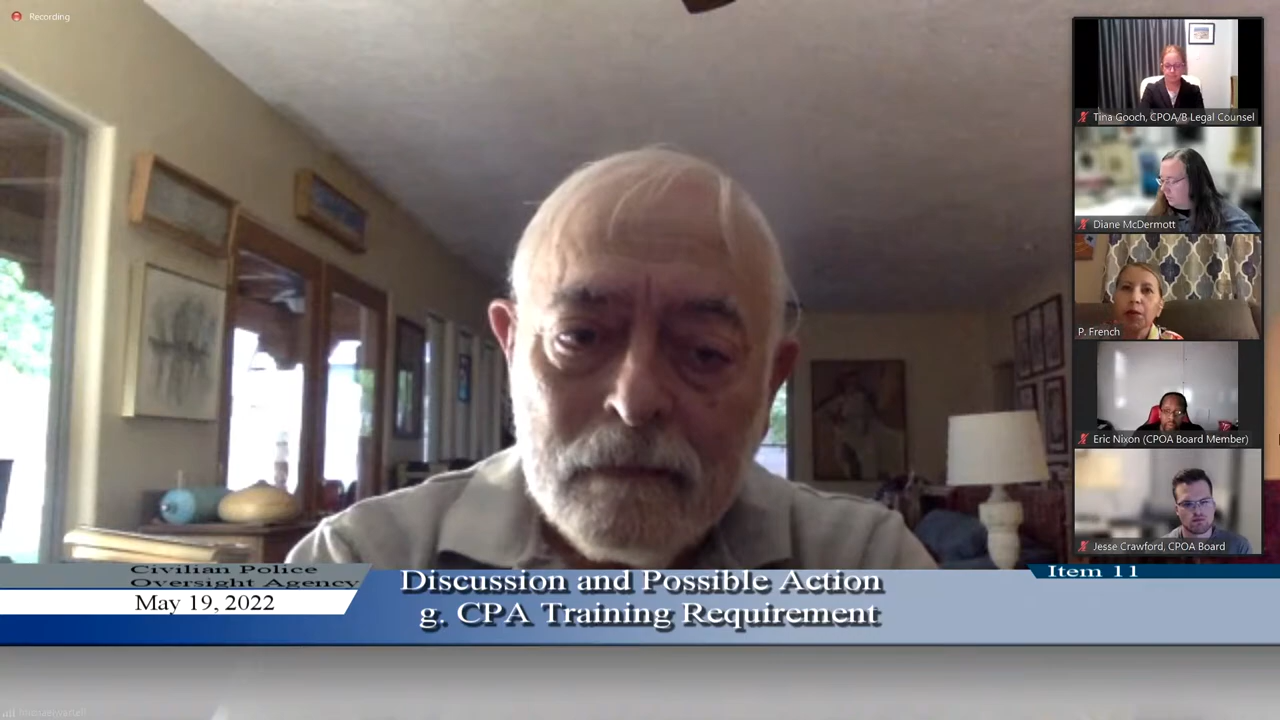 Recording
Tina Gooch, CPOA/B Legal Counsel
Diane McDermott
P. French
Eric Nixon (CPOA Board Member)
Jesse Crawford, CPOA Board
Civilian Police
Oversight Agency
May 19, 2022
Discussion and Possible Action
g. CPA Training Requirement
Item 11